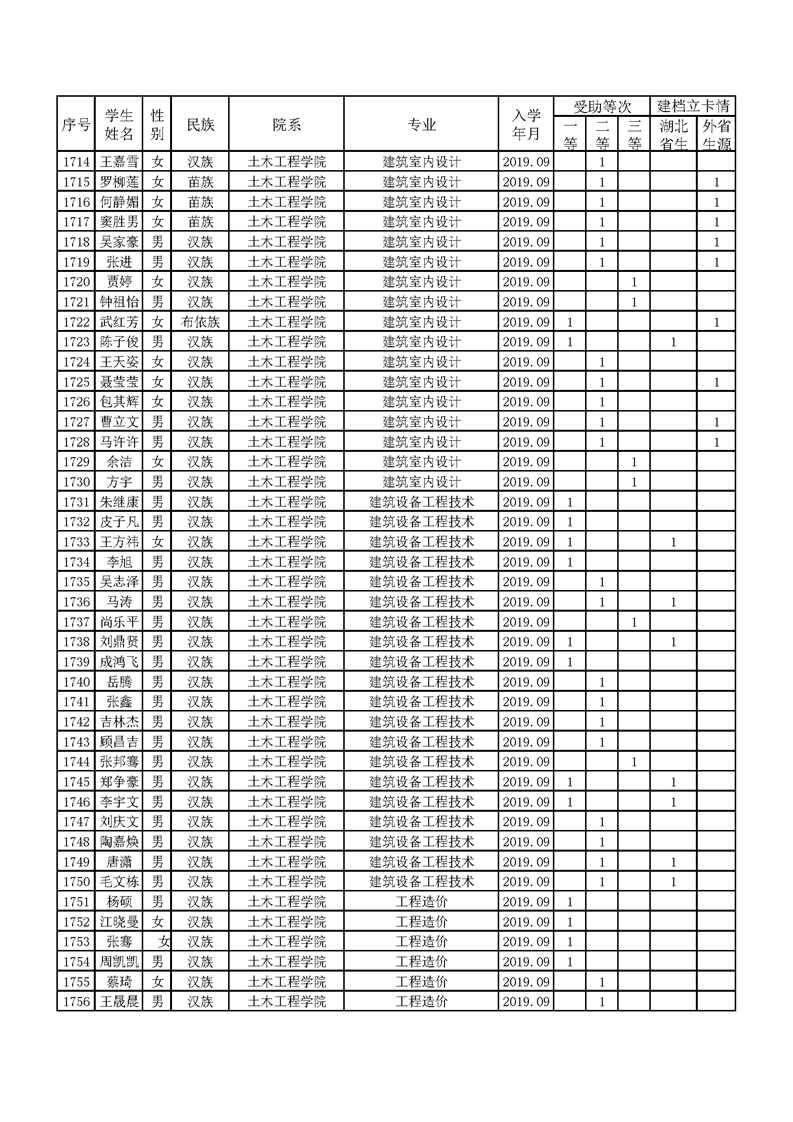 序号 学生姓名 性别 民族 院系 专业 入学年月 受助等次 建档立卡情
一等 二等 三等 湖北省生 外省生源
1714 王嘉雪 女 汉族 土木工程学院 建筑室内设计 2019.09 1
1715 罗柳莲 女 苗族 土木工程学院 建筑室内设计 2019.09 1 1
1716 何静媚 女 苗族 土木工程学院 建筑室内设计 2019.09 1 1
1717 窦胜男 女 苗族 土木工程学院 建筑室内设计 2019.09 1 1
1718 吴家豪 男 汉族 土木工程学院 建筑室内设计 2019.09 1 1
1719 张进 男 汉族 土木工程学院 建筑室内设计 2019.09 1 1
1720 贾婷 女 汉族 土木工程学院 建筑室内设计 2019.09 1
1721 钟祖怡 男 汉族 土木工程学院 建筑室内设计 2019.09 1
1722 武红芳 女 布依族 土木工程学院 建筑室内设计 2019.09 1 1
1723 陈子俊 男 汉族 土木工程学院 建筑室内设计 2019.09 1 1
1724 王天姿 女 汉族 土木工程学院 建筑室内设计 2019.09 1
1725 聂莹莹 女 汉族 土木工程学院 建筑室内设计 2019.09 1 1
1726 包其辉 女 汉族 土木工程学院 建筑室内设计 2019.09 1
1727 曹立文 男 汉族 土木工程学院 建筑室内设计 2019.09 1 1
1728 马许许 男 汉族 土木工程学院 建筑室内设计 2019.09 1 1
1729 余洁 女 汉族 土木工程学院 建筑室内设计 2019.09 1
1730 方宇 男 汉族 土木工程学院 建筑室内设计 2019.09 1
1731 朱继康 男 汉族 土木工程学院 建筑设备工程技术 2019.09 1
1732 皮子凡 男 汉族 土木工程学院 建筑设备工程技术 2019.09 1
1733 王方祎 女 汉族 土木工程学院 建筑设备工程技术 2019.09 1 1
1734 李旭 男 汉族 土木工程学院 建筑设备工程技术 2019.09 1
1735 吴志泽 男 汉族 土木工程学院 建筑设备工程技术 2019.09 1
1736 马涛 男 汉族 土木工程学院 建筑设备工程技术 2019.09 1 1
1737 尚乐平 男 汉族 土木工程学院 建筑设备工程技术 2019.09 1
1738 刘鼎贤 男 汉族 土木工程学院 建筑设备工程技术 2019.09 1 1
1739 成鸿飞 男 汉族 土木工程学院 建筑设备工程技术 2019.09 1
1740 岳腾 男 汉族 土木工程学院 建筑设备工程技术 2019.09 1
1741 张鑫 男 汉族 土木工程学院 建筑设备工程技术 2019.09 1
1742 吉林杰 男 汉族 土木工程学院 建筑设备工程技术 2019.09 1
1743 顾昌吉 男 汉族 土木工程学院 建筑设备工程技术 2019.09 1
1744 张邦骞 男 汉族 土木工程学院 建筑设备工程技术 2019.09 1
1745 郑争豪 男 汉族 土木工程学院 建筑设备工程技术 2019.09 1 1
1746 李宇文 男 汉族 土木工程学院 建筑设备工程技术 2019.09 1 1
1747 刘庆文 男 汉族 土木工程学院 建筑设备工程技术 2019.09 1
1748 陶嘉焕 男 汉族 土木工程学院 建筑设备工程技术 2019.09 1
1749 唐潇 男 汉族 土木工程学院 建筑设备工程技术 2019.09 1 1
1750 毛文栋 男 汉族 土木工程学院 建筑设备工程技术 2019.09 1 1
1751 杨硕 男 汉族 土木工程学院 工程造价 2019.09 1
1752 江晓曼 女 汉族 土木工程学院 工程造价 2019.09 1
1753 张骞 女 汉族 土木工程学院 工程造价 2019.09 1
1754 周凯凯 男 汉族 土木工程学院 工程造价 2019.09 1
1755 蔡琦 女 汉族 土木工程学院 工程造价 2019.09 1
1756 王晟晨 男 汉族 土木工程学院 工程造价 2019.09 1